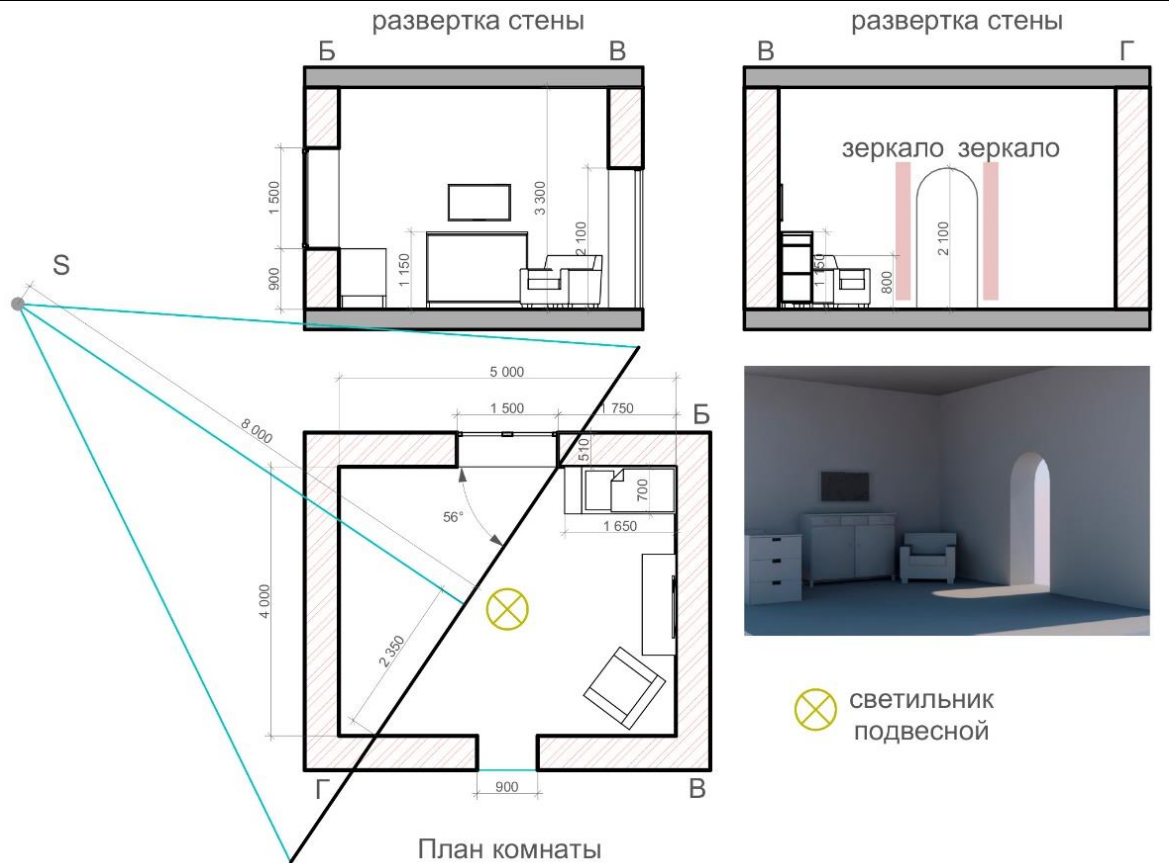 развертка стены
развертка стены
Б
В
В
Г
зеркало
зеркало
1 500
900
1 150
3 300
2 100
1 150
800
2 100
S
8 000
5 000
1 500
1 750
Б
510
700
56°
1 650
4 000
2 350
светильник
подвесной
Г
900
В
План комнаты